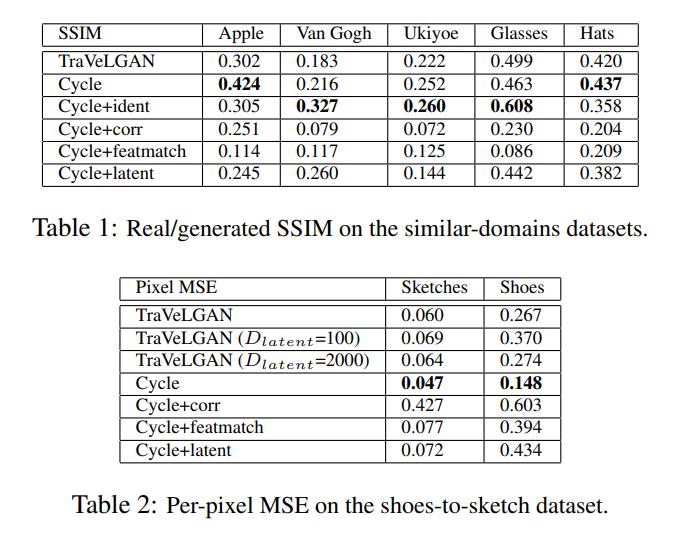 SSIM Apple Van Gogh Ukiyoe Glasses Hats
TraVeLGAN 0.302 0.183 0.222 0.499 0.420
Cycle 0.424 0.216 0.252 0.463 0.437
Cycle+ident 0.305 0.327 0.260 0.608 0.358
Cycle+corr 0.251 0.079 0.072 0.230 0.204
Cycle+featmatch 0.114 0.117 0.125 0.086 0.209
Cycle+latent 0.245 0.260 0.144 0.442 0.382
Table 1: Real/generated SSIM on the similar-domains datasets.
Pixel MSE Sketches Shoes
TraVeLGAN 0.060 0.267
TraVeLGAN (Dlatent=100) 0.069 0.370
TraVeLGAN (Dlatent=2000) 0.064 0.274
Cycle 0.047 0.148
Cycle+corr 0.427 0.603
Cycle+featmatch 0.077 0.394
Cycle+latent 0.072 0.434
Table 2: Per-pixel MSE on the shoes-to-sketch dataset.